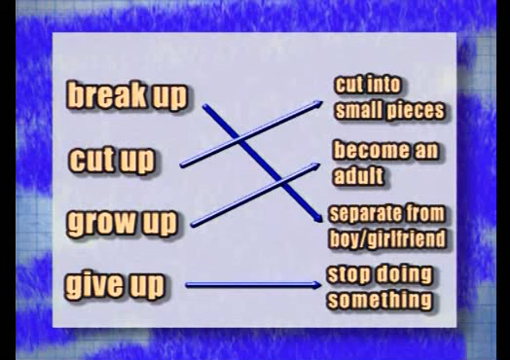 break up
cut up
grow up
give up
cut into
small pieces
become an
adult
separate from
boy/girlfriend
stop doing
something